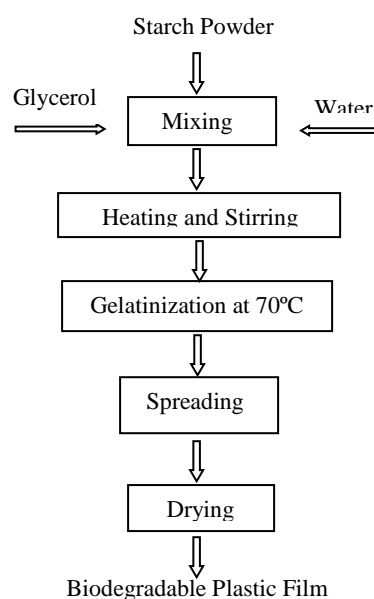 Starch Powder
Glycerol
Water
Mixing
Heating and Stirring
Gelatinization at 70ºC
Spreading
Drying
Biodegradable Plastic Film